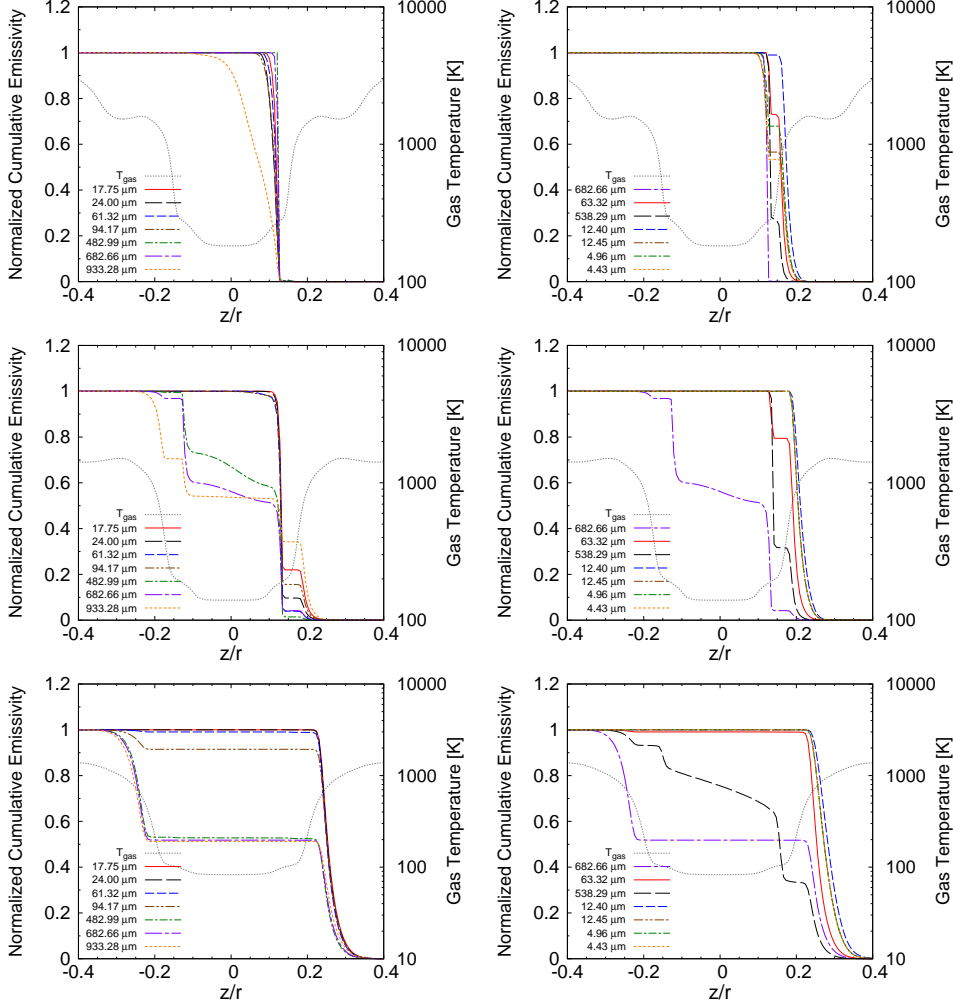 Normalized Cumulative Emissivity
1.2
1
0.8
0.6
0.4
0.2
0
Tgas
17.75 μm
24.00 μm
61.32 μm
94.17 μm
482.99 μm
682.66 μm
933.28 μm
-0.4 -0.2 0 0.2 0.4
z/r
10000
1000
100
Gas Temperature [K]
Normalized Cumulative Emissivity
1.2
1
0.8
0.6
0.4
0.2
0
Tgas
682.66 μm
63.32 μm
538.29 μm
12.40 μm
12.45 μm
4.96 μm
4.43 μm
-0.4 -0.2 0 0.2 0.4
z/r
10000
1000
100
Gas Temperature [K]
Normalized Cumulative Emissivity
1.2
1
0.8
0.6
0.4
0.2
0
Tgas
17.75 μm
24.00 μm
61.32 μm
94.17 μm
482.99 μm
682.66 μm
933.28 μm
-0.4 -0.2 0 0.2 0.4
z/r
10000
1000
100
Gas Temperature [K]
Normalized Cumulative Emissivity
1.2
1
0.8
0.6
0.4
0.2
0
Tgas
682.66 μm
63.32 μm
538.29 μm
12.40 μm
12.45 μm
4.96 μm
4.43 μm
-0.4 -0.2 0 0.2 0.4
z/r
10000
1000
100
Gas Temperature [K]
Normalized Cumulative Emissivity
1.2
1
0.8
0.6
0.4
0.2
0
Tgas
17.75 μm
24.00 μm
61.32 μm
94.17 μm
482.99 μm
682.66 μm
933.28 μm
-0.4 -0.2 0 0.2 0.4
z/r
10000
1000
100
10
Gas Temperature [K]
Normalized Cumulative Emissivity
1.2
1
0.8
0.6
0.4
0.2
0
Tgas
682.66 μm
63.32 μm
538.29 μm
12.40 μm
12.45 μm
4.96 μm
4.43 μm
-0.4 -0.2 0 0.2 0.4
z/r
10000
1000
100
10
Gas Temperature [K]